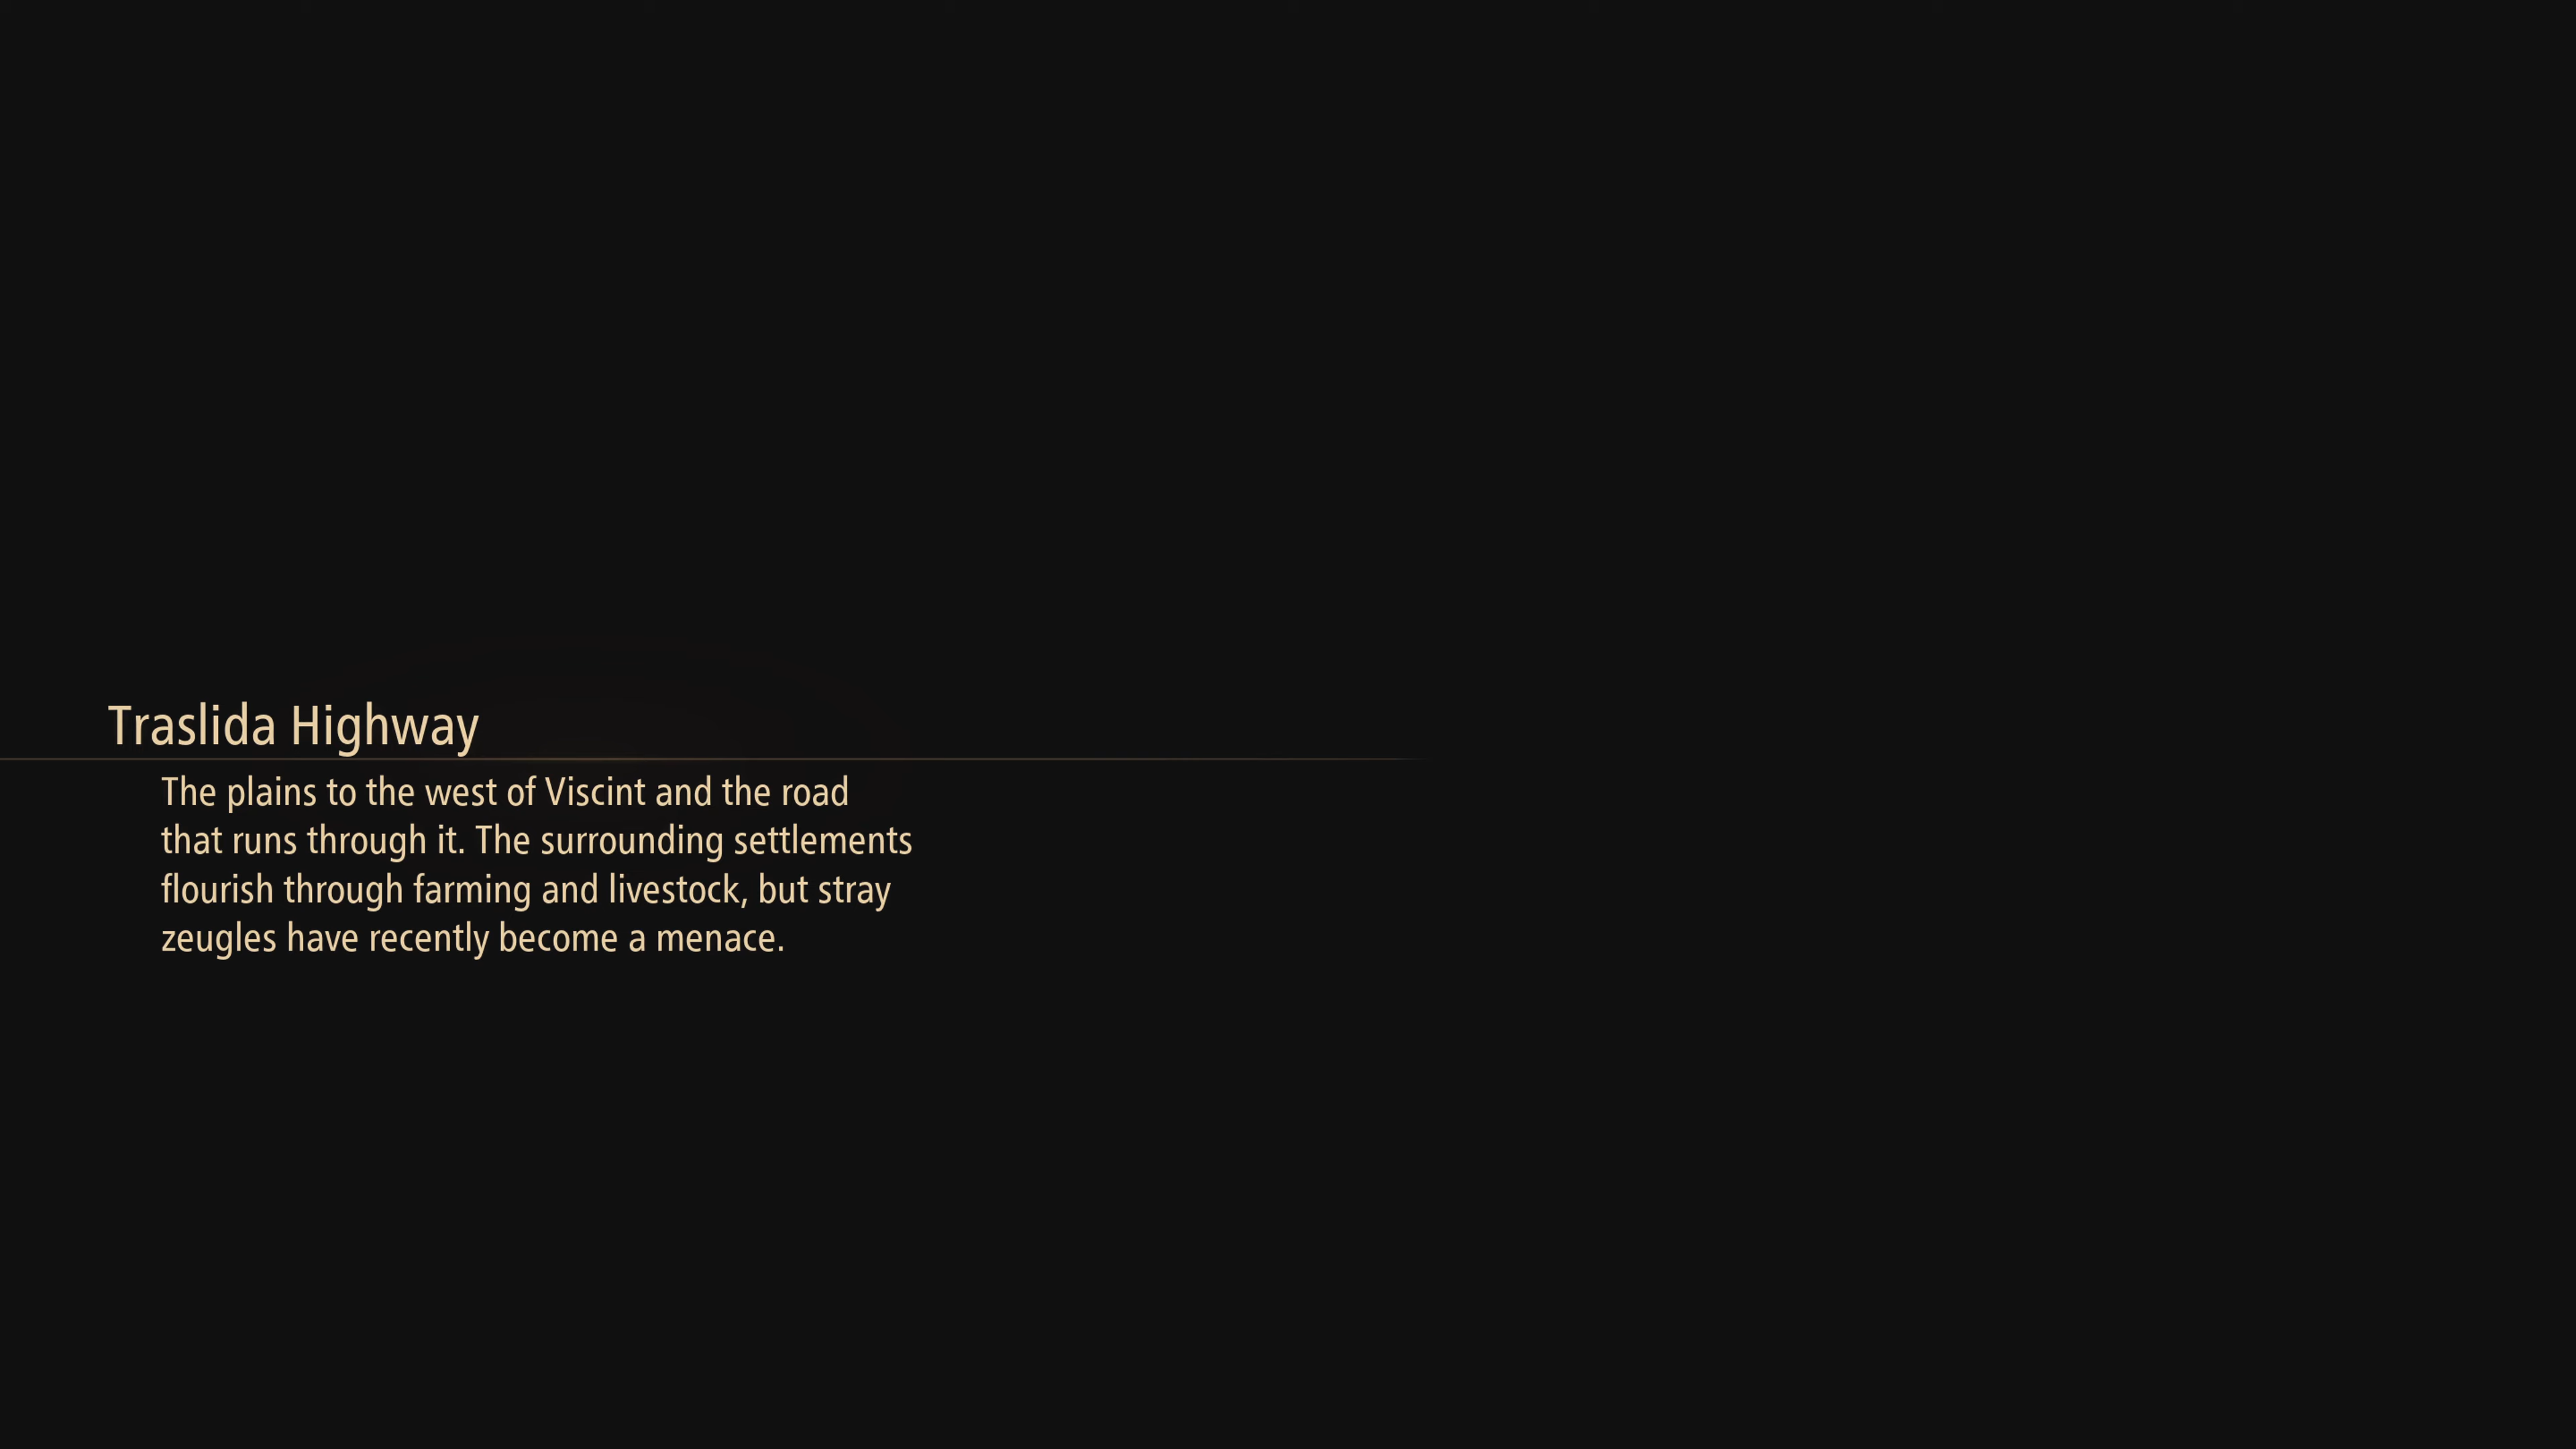 Traslida Highway
The plains to the west of Viscint and the road
that runs through it. The surrounding settlements
flourish through farming and livestock, but stray
zeugles have recently become a menace.